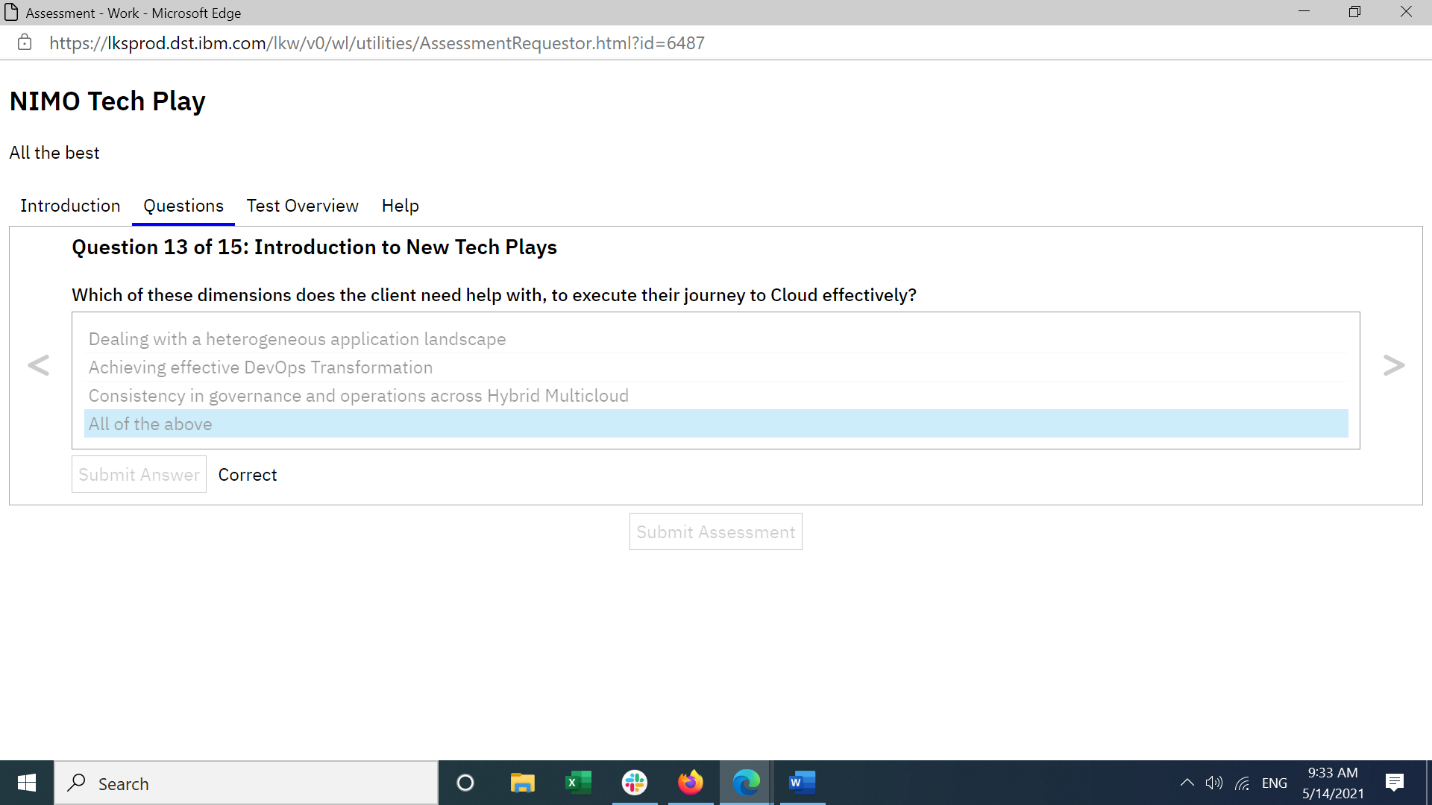 Assessment - Work - Microsoft Edge
https://lksprod.dst.ibm.com/lkw/v0/wl/utilities/AssessmentRequestor.html?id=6487
NIMO Tech Play
All the best
Introduction Questions Test Overview Help
Question 13 of 15: Introduction to New Tech Plays
Which of these dimensions does the client need help with, to execute their journey to Cloud effectively?
Dealing with a heterogeneous application landscape
Achieving effective DevOps Transformation
<
>
Consistency in governance and operations across Hybrid Multicloud
All of the above
Submit Answer Correct
Submit Assessment
Search
X
W
ENG
9:33 AM
5/14/2021